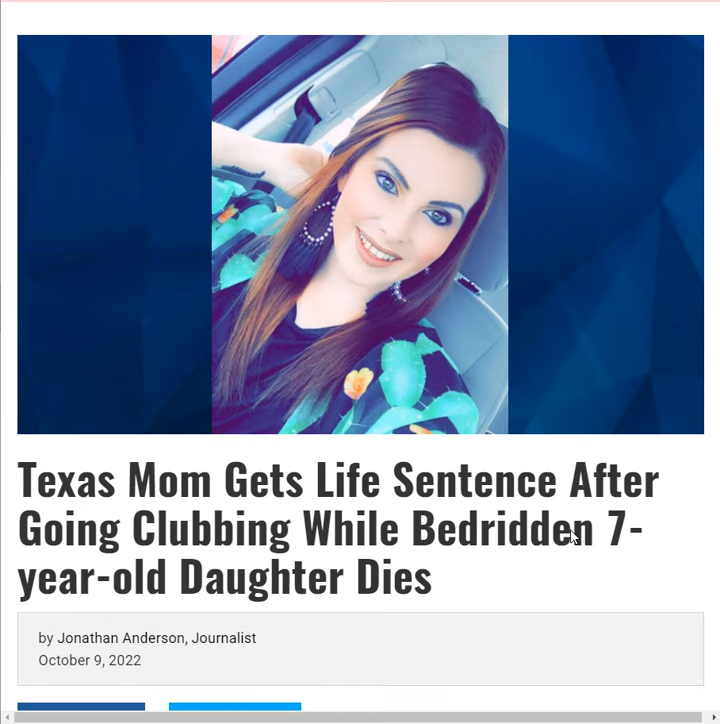 Texas Mom Gets Life Sentence After
Going Clubbing While Bedridden 7-
year-old Daughter Dies
by Jonathan Anderson, Journalist
October 9, 2022